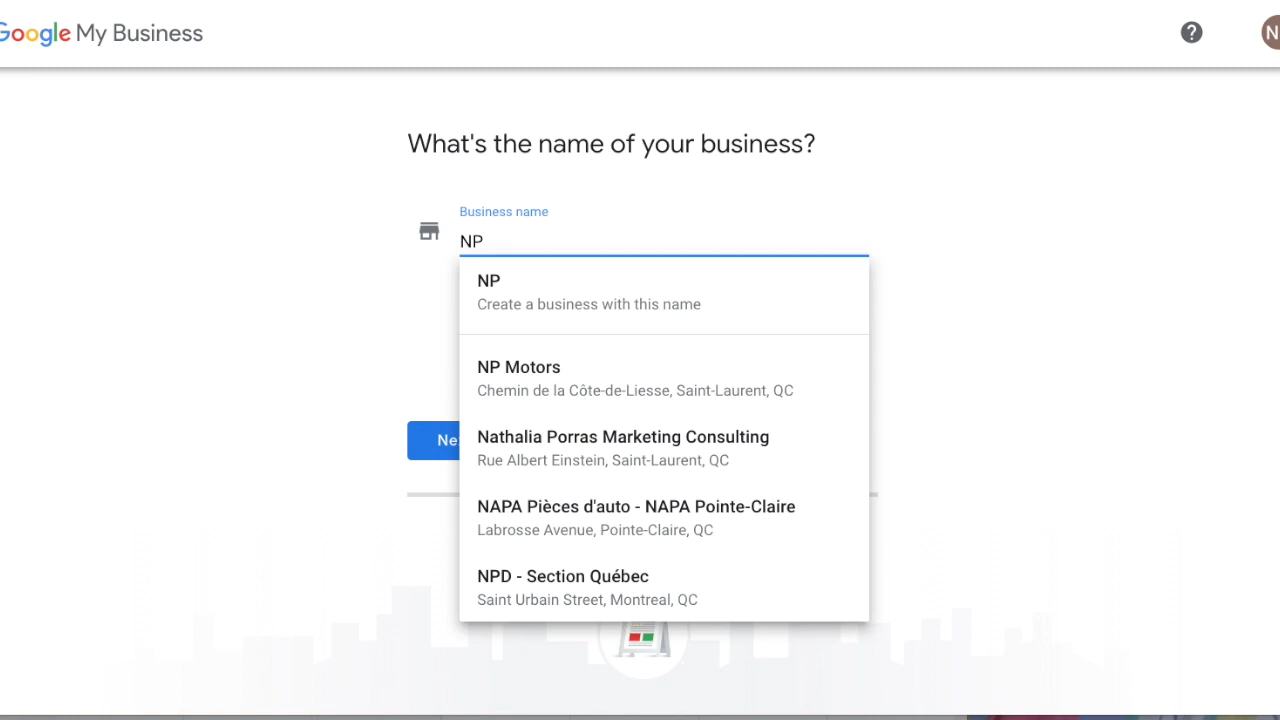 Google My Business
N
What's the name of your business?
Business name
NP
NP
Create a business with this name
NP Motors
Chemin de la Côte-de-Liesse, Saint-Laurent, QC
Nathalia Porras Marketing Consulting
Rue Albert Einstein, Saint-Laurent, QC
Ne
NAPA Pièces d'auto - NAPA Pointe-Claire
Labrosse Avenue, Pointe-Claire, QC
NPD - Section Québec
Saint Urbain Street, Montreal, QC